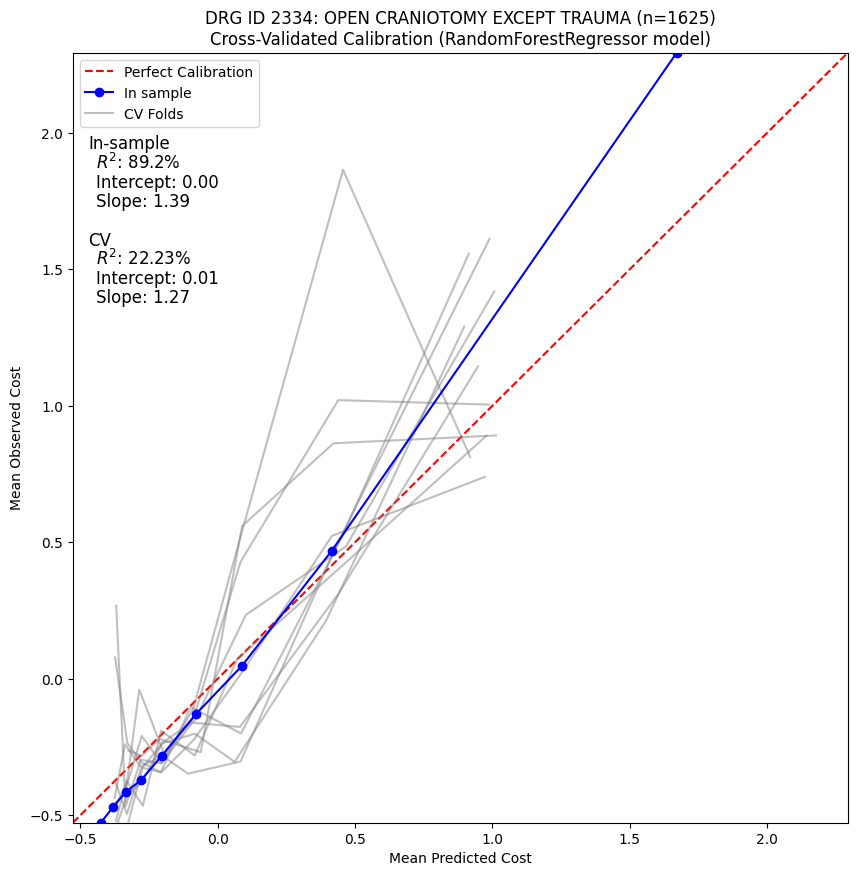 DRG ID 2334: OPEN CRANIOTOMY EXCEPT TRAUMA (n=1625)
Cross-Validated Calibration (RandomForestRegressor model)
Perfect Calibration
In sample
CV Folds
In-sample
R²: 89.2%
Intercept: 0.00
Slope: 1.39
CV
R²: 22.23%
Intercept: 0.01
Slope: 1.27
Mean Observed Cost
2.0
1.5
1.0
0.5
0.0
−0.5
−0.5
0.0
0.5
1.0
1.5
2.0
Mean Predicted Cost